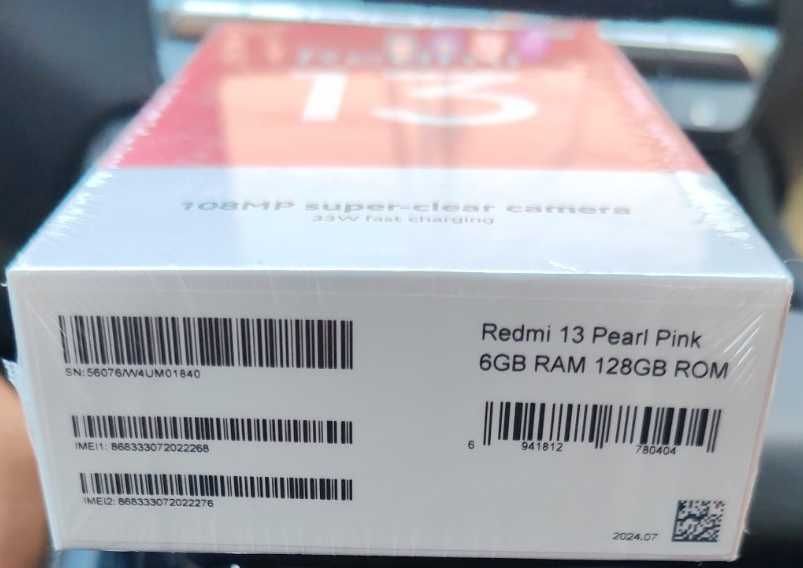 13
108MP super-clear camera
33W fast charging
SN: 56076/W4UM01840
Redmi 13 Pearl Pink
6GB RAM 128GB ROM
IMEI1: 868333072022268
6 941812 780404
IMEI2: 868333072022276
2024.07